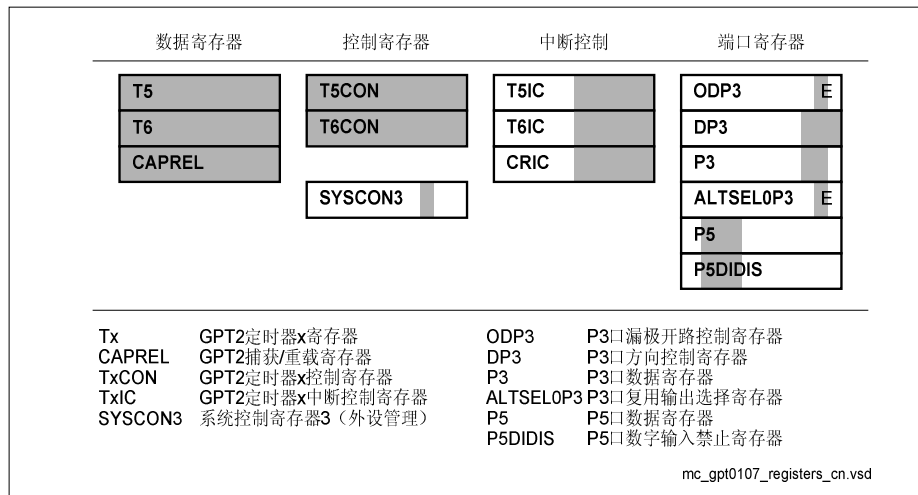 数据寄存器 控制寄存器 中断控制 端口寄存器
T5 T5CON T5IC ODP3 E
T6 T6CON T6IC DP3
CAPREL CRIC P3
SYSCON3 ALTSEL0P3 E
P5
P5DIDIS
Tx GPT2定时器x寄存器
CAPREL GPT2捕获/重载寄存器
TxCON GPT2定时器x控制寄存器
TxIC GPT2定时器x中断控制寄存器
SYSCON3 系统控制寄存器3（外设管理）
ODP3 P3口漏极开路控制寄存器
DP3 P3口方向控制寄存器
P3 P3口数据寄存器
ALTSEL0P3 P3口复用输出选择寄存器
P5 P5口数据寄存器
P5DIDIS P5口数字输入禁止寄存器
mc_gpt0107_registers_cn.vsd